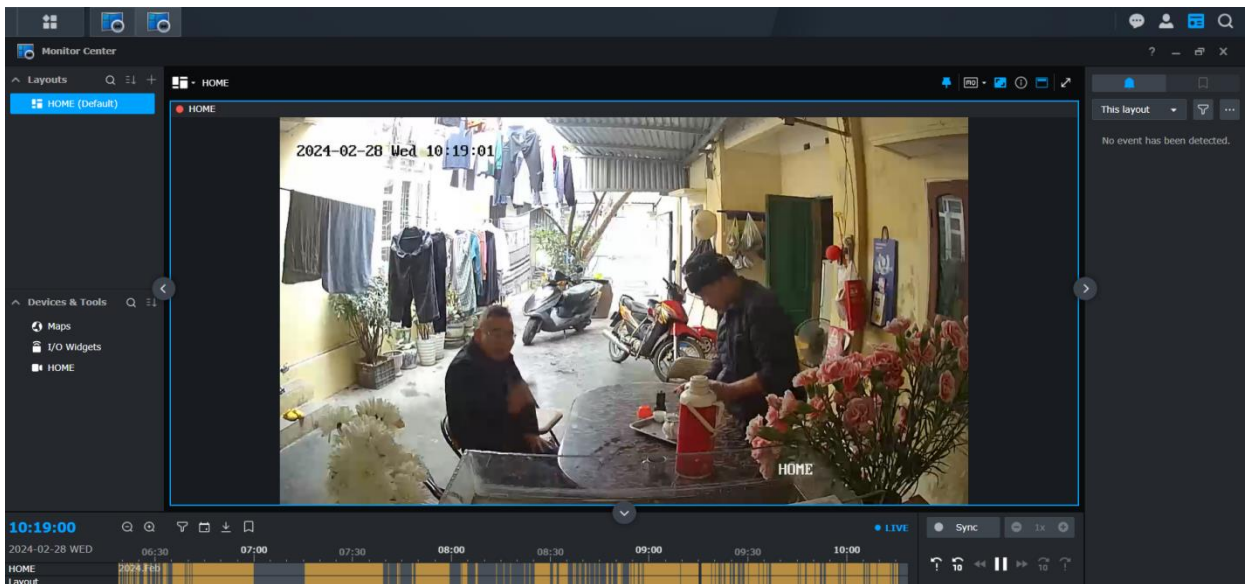 Monitor Center
Layouts
HOME
This layout
HOME (Default)
HOME
No event has been detected.
2024-02-28 Wed 10:19:01
Devices & Tools
Maps
I/O Widgets
HOME
HOME
10:19:00
LIVE
Sync
1x
2024-02-28 WED
06:30
07:00
07:30
08:00
08:30
09:00
09:30
10:00
HOME
2024,Feb
10
10
Layout